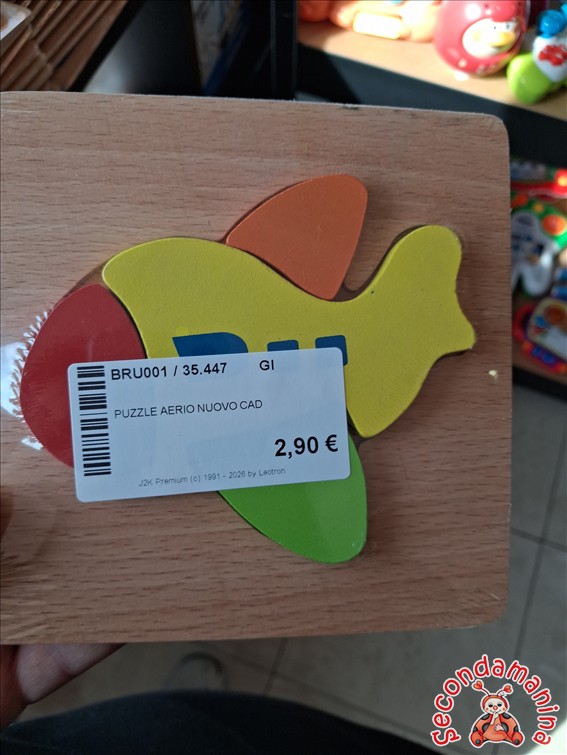 BRU001 / 35.447 GI
PUZZLE AERIO NUOVO CAD
2,90 €
J2K Premium (c) 1991 - 2026 by Leotron
Secondamanina